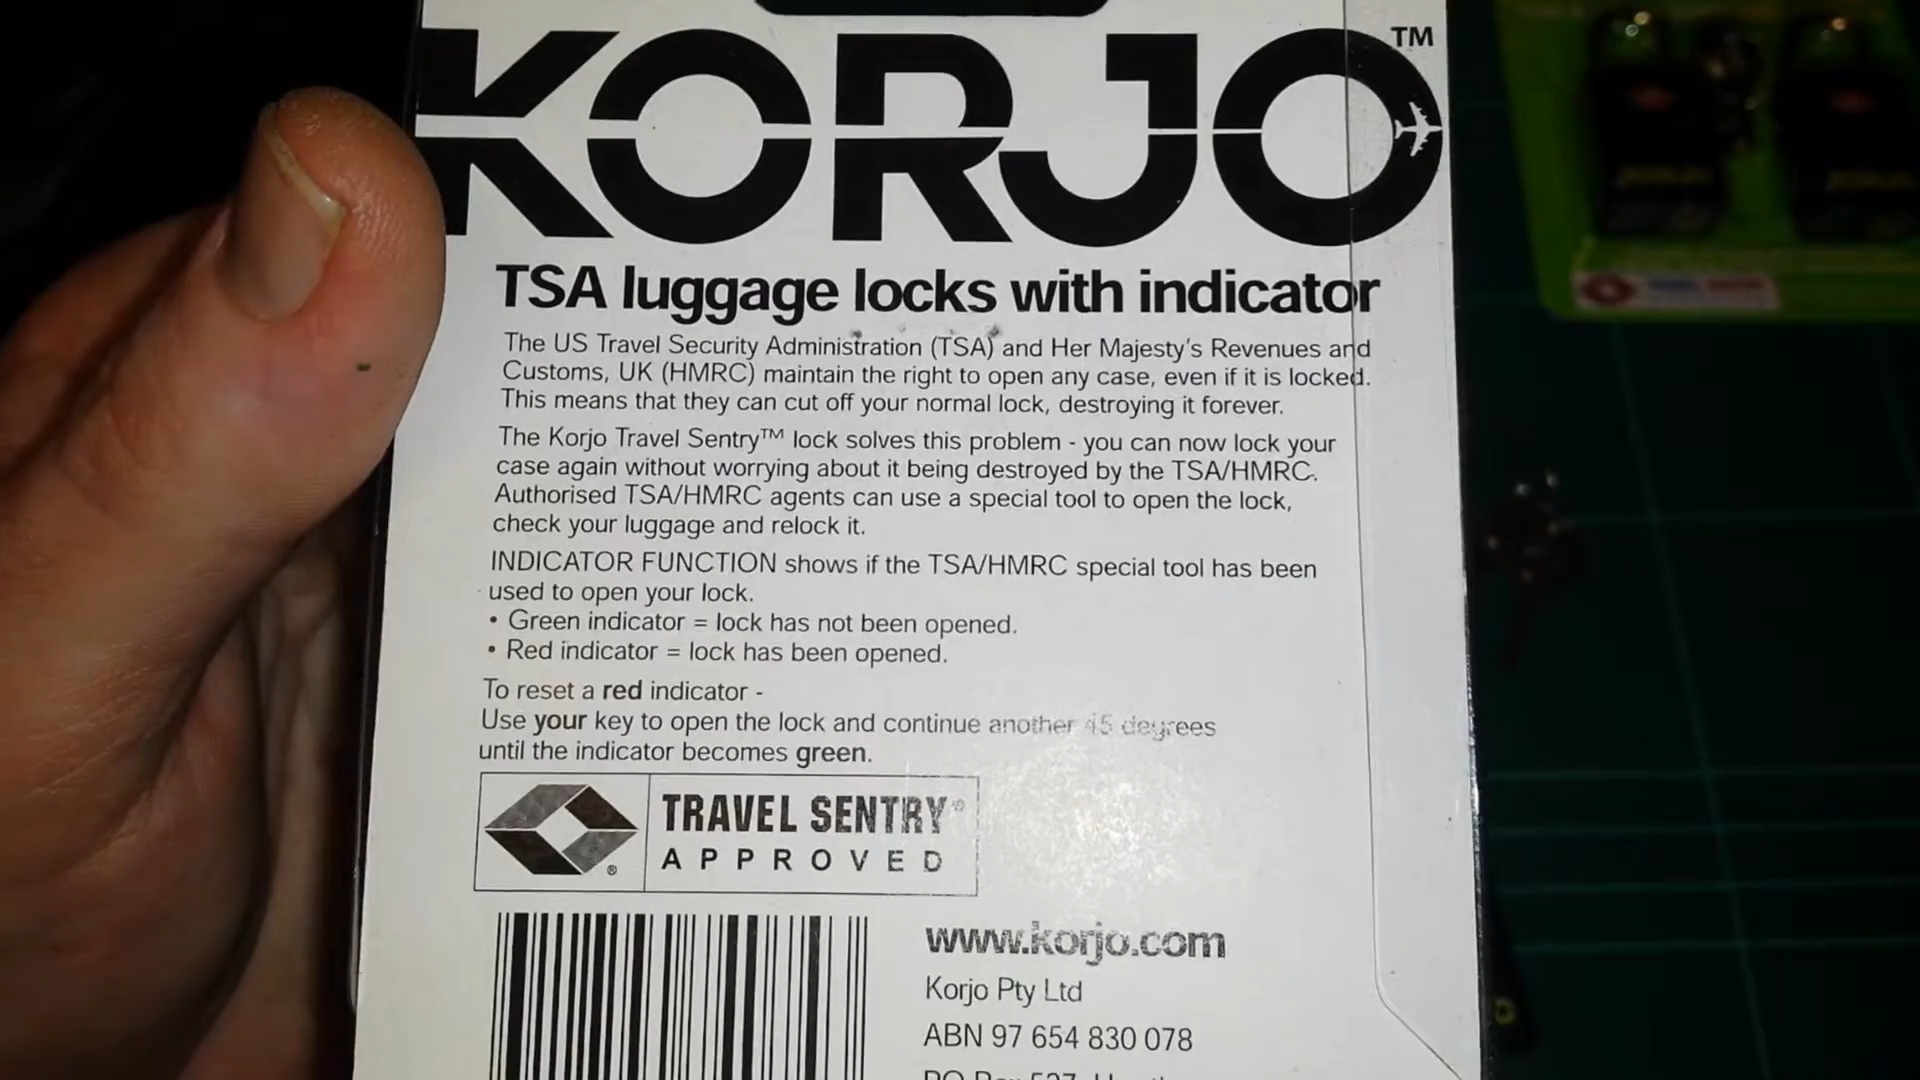 KORJO™
TSA luggage locks with indicator
The US Travel Security Administration (TSA) and Her Majesty's Revenues and
Customs, UK (HMRC) maintain the right to open any case, even if it is locked.
This means that they can cut off your normal lock, destroying it forever.
The Korjo Travel Sentry™ lock solves this problem - you can now lock your
case again without worrying about it being destroyed by the TSA/HMRC.
Authorised TSA/HMRC agents can use a special tool to open the lock,
check your luggage and relock it.
INDICATOR FUNCTION shows if the TSA/HMRC special tool has been
used to open your lock.
• Green indicator = lock has not been opened.
• Red indicator = lock has been opened.
To reset a red indicator -
Use your key to open the lock and continue another 45 degrees
until the indicator becomes green.
TRAVEL SENTRY®
APPROVED
®
www.korjo.com
Korjo Pty Ltd
ABN 97 654 830 078
PO Box 527,